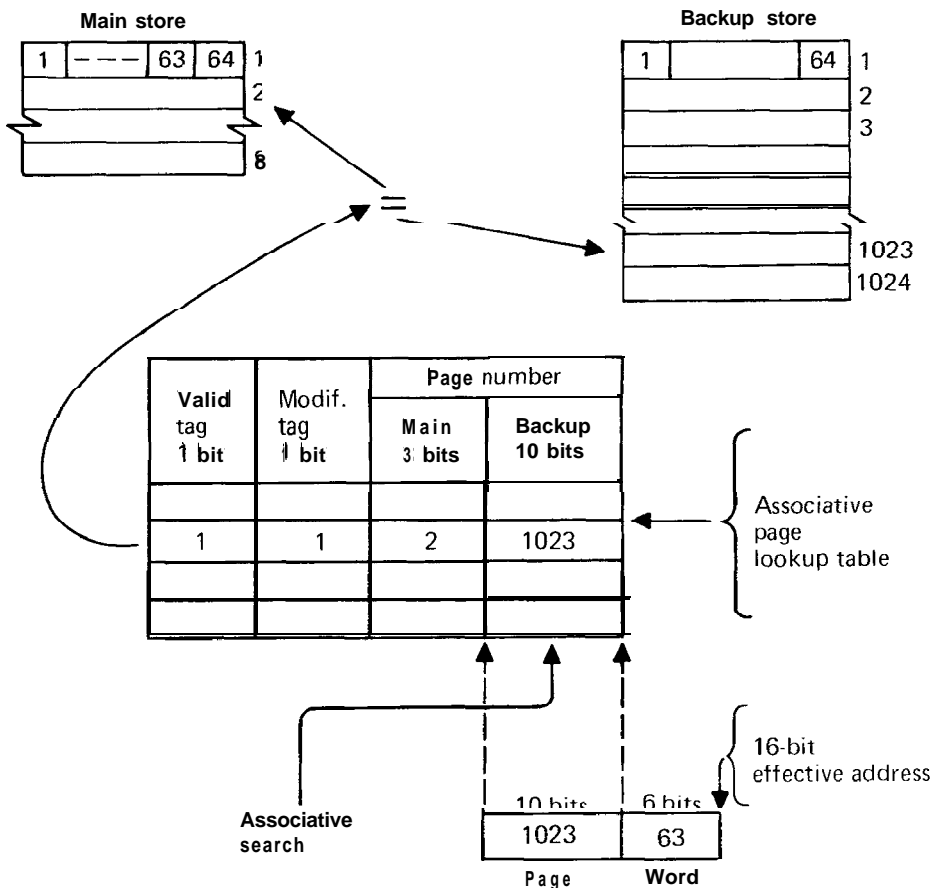 Main store
1 --- 63 64 1
2
8
Backup store
1 64 1
2
3
1023
1024
=
Valid tag 1 bit
Modif. tag 1 bit
Page number
Main 3 bits
Backup 10 bits
1 1 2 1023
Associative
page
lookup table
16-bit
effective address
10 bits 6 bits
Associative
search
1023 63
Page Word